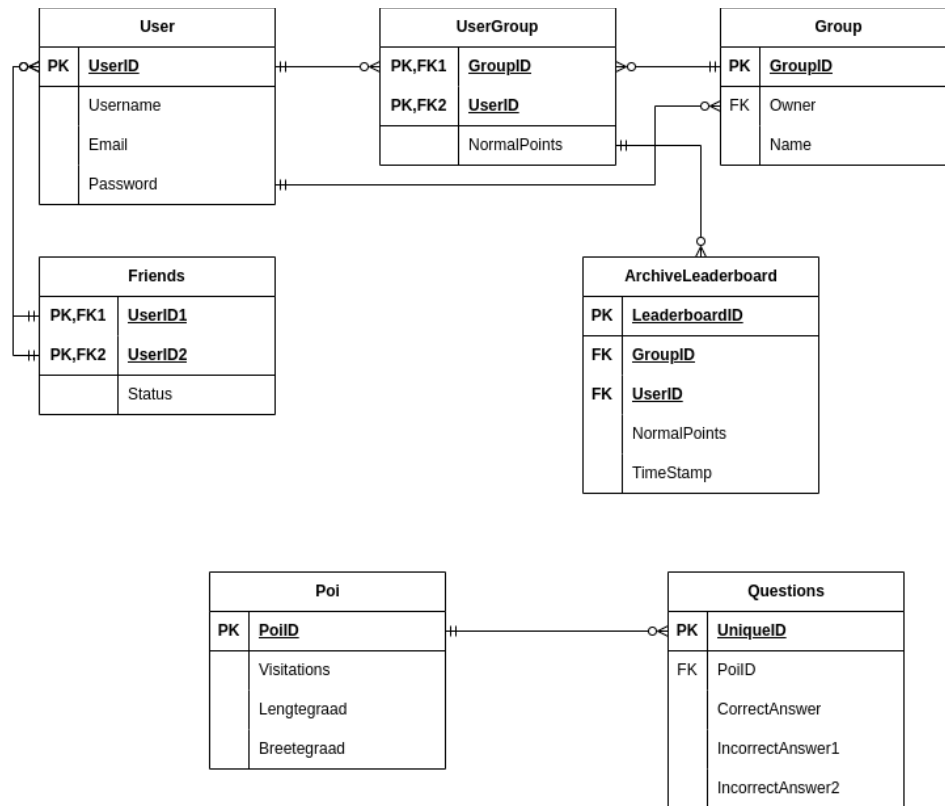 User
PK UserID
Username
Email
Password
UserGroup
PK,FK1 GroupID
PK,FK2 UserID
NormalPoints
Group
PK GroupID
FK Owner
Name
Friends
PK,FK1 UserID1
PK,FK2 UserID2
Status
ArchiveLeaderboard
PK LeaderboardID
FK GroupID
FK UserID
NormalPoints
TimeStamp
Poi
PK PoiID
Visitations
Lengtegraad
Breetegraad
Questions
PK UniqueID
FK PoiID
CorrectAnswer
IncorrectAnswer1
IncorrectAnswer2